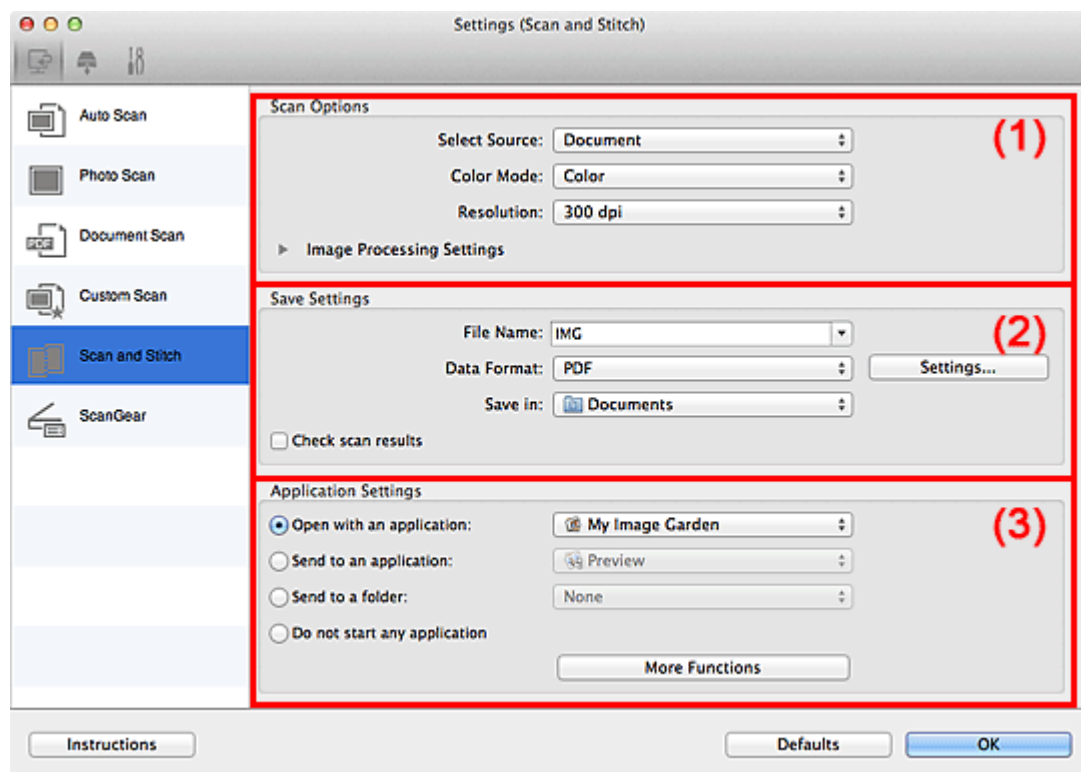 Settings (Scan and Stitch)
Auto Scan
Photo Scan
PDF
Document Scan
Custom Scan
Scan and Stitch
ScanGear
Scan Options
(1)
Select Source: Document
Color Mode: Color
Resolution: 300 dpi
Image Processing Settings
Save Settings
(2)
File Name: IMG
Data Format: PDF Settings...
Save in: Documents
Check scan results
Application Settings
(3)
Open with an application: My Image Garden
Send to an application: Preview
Send to a folder: None
Do not start any application
More Functions
Instructions Defaults OK